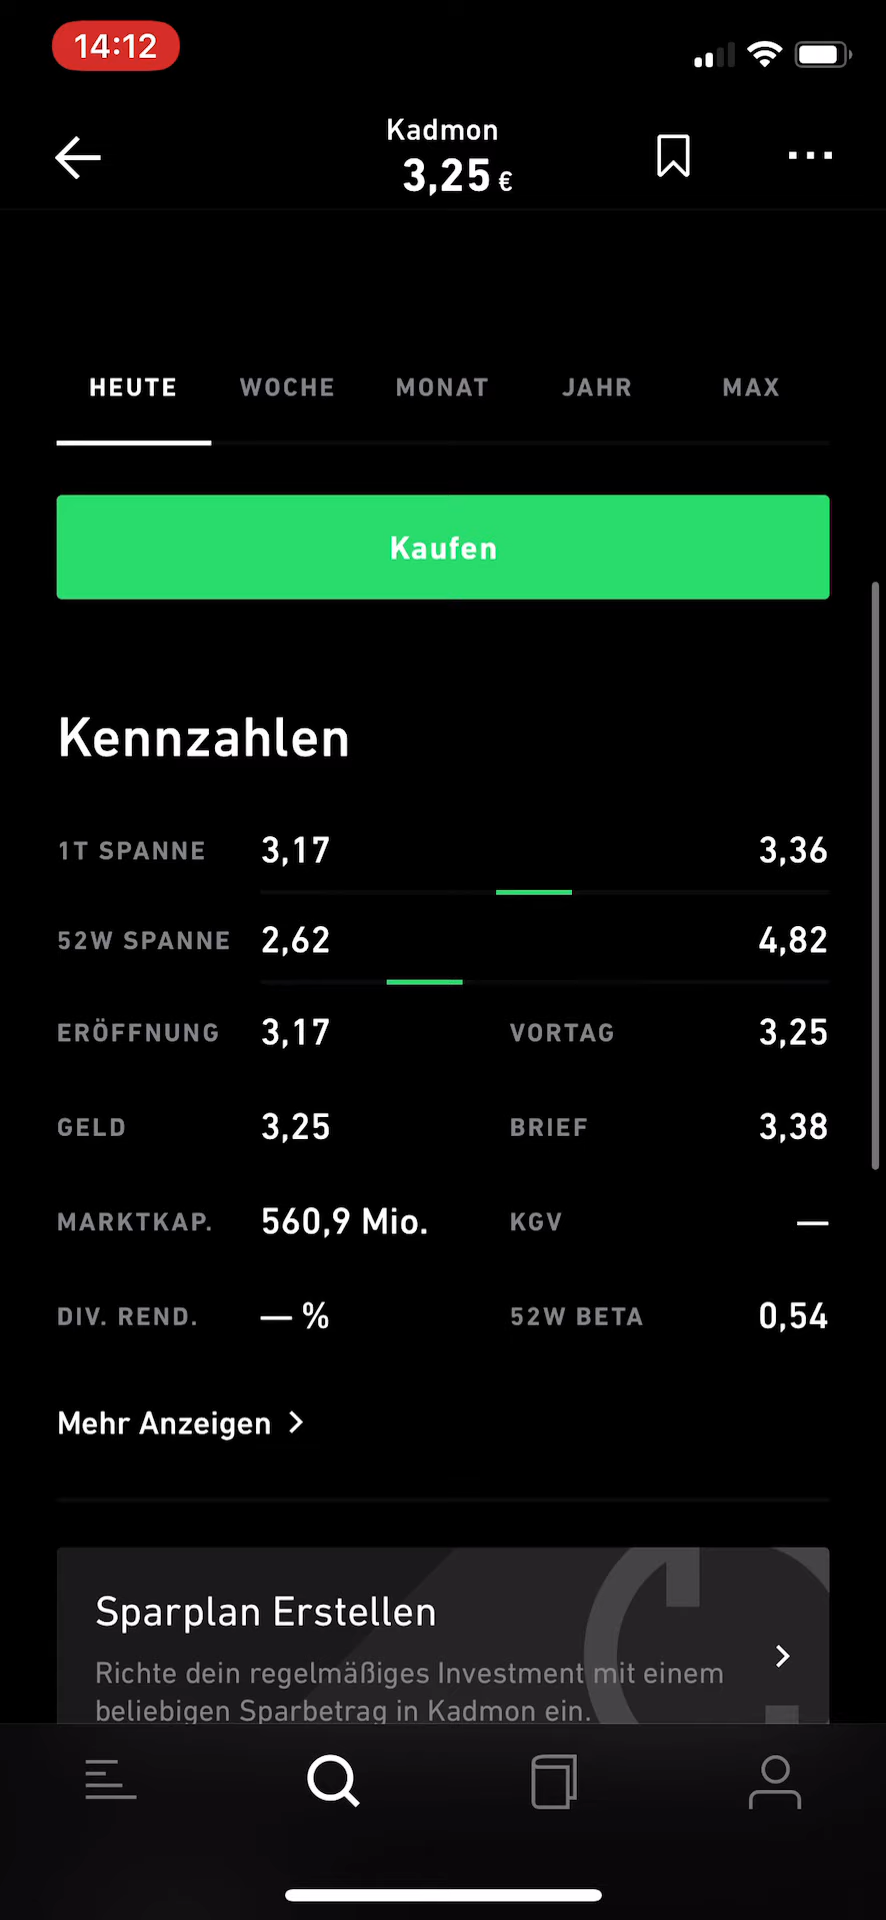 14:12
Kadmon
3,25 €
HEUTE WOCHE MONAT JAHR MAX
Kaufen
Kennzahlen
1T SPANNE 3,17 3,36
52W SPANNE 2,62 4,82
ERÖFFNUNG 3,17 VORTAG 3,25
GELD 3,25 BRIEF 3,38
MARKTKAP. 560,9 Mio. KGV —
DIV. REND. — % 52W BETA 0,54
Mehr Anzeigen
Sparplan Erstellen
Richte dein regelmäßiges Investment mit einem
beliebigen Sparbetrag in Kadmon ein.